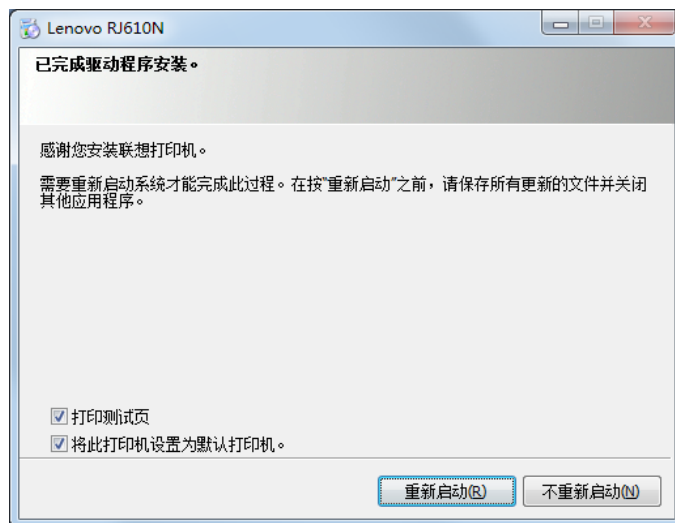 Lenovo RJ610N
已完成驱动程序安装。
感谢您安装联想打印机。
需要重新启动系统才能完成此过程。在按"重新启动"之前，请保存所有更新的文件并关闭
其他应用程序。
打印测试页
将此打印机设置为默认打印机。
重新启动(R)
不重新启动(N)